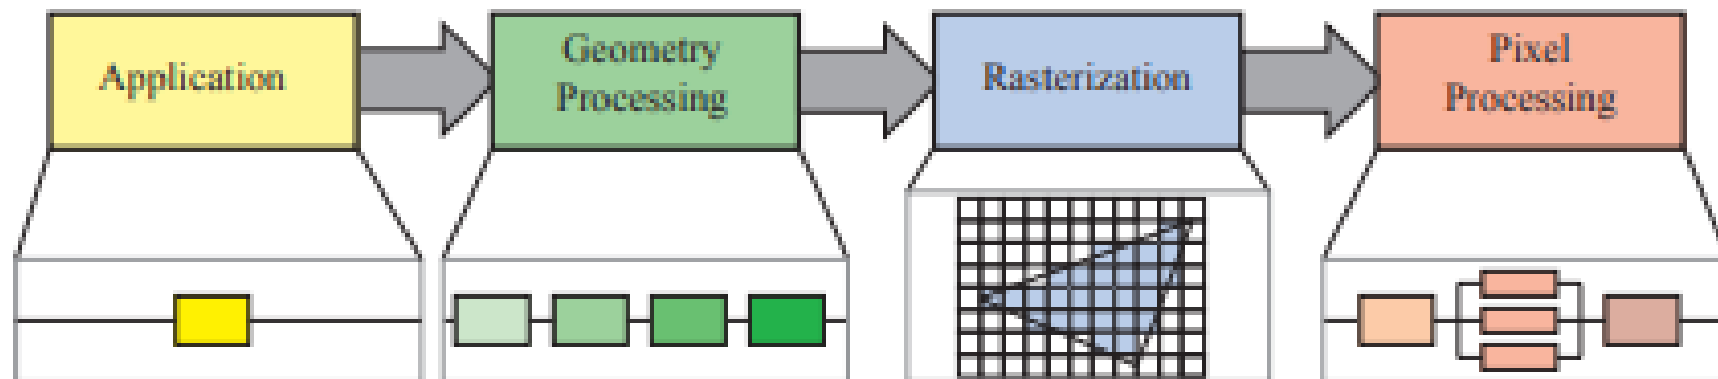 Application
Geometry
Processing
Rasterization
Pixel
Processing